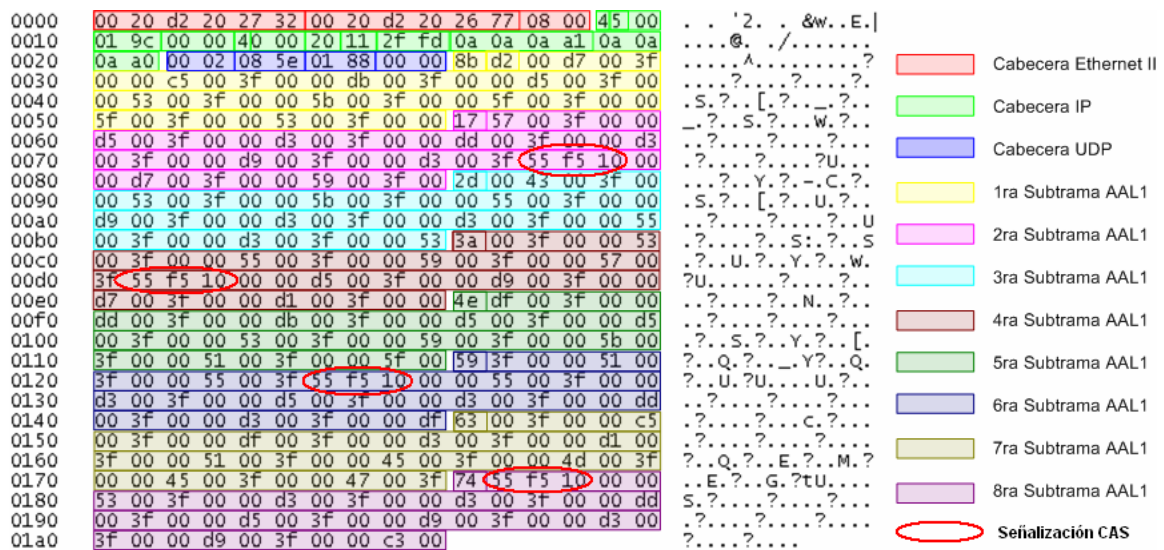 0000 00 20 d2 20 27 32 00 20 d2 20 26 77 08 00 45 00 . . '2. . &w..E.|
0010 01 9c 00 00 40 00 20 11 2f fd 0a 0a 0a a1 0a 0a ....@. ./.......
0020 0a a0 00 02 08 5e 01 88 00 00 8b d2 00 d7 00 3f .....^.........?
0030 00 00 c5 00 3f 00 00 db 00 3f 00 00 d5 00 3f 00 ....?....?....?.
0040 00 53 00 3f 00 00 5b 00 3f 00 00 5f 00 3f 00 00 .S.?..[.?.._.?..
0050 5f 00 3f 00 00 53 00 3f 00 00 17 57 00 3f 00 00 _.?..S.?...W.?..
0060 d5 00 3f 00 00 d3 00 3f 00 00 dd 00 3f 00 00 d3 ..?....?....?...
0070 00 3f 00 00 d9 00 3f 00 00 d3 00 3f 55 f5 10 00 .?....?....?U...
0080 00 d7 00 3f 00 00 59 00 3f 00 2d 00 43 00 3f 00 ...?..Y.?.-.C.?.
0090 00 53 00 3f 00 00 5b 00 3f 00 00 55 00 3f 00 00 .S.?..[.?..U.?..
00a0 d9 00 3f 00 00 d3 00 3f 00 00 d3 00 3f 00 00 55 ..?....?....?..U
00b0 00 3f 00 00 d3 00 3f 00 00 53 3a 00 3f 00 00 53 .?....?..S:.?..S
00c0 00 3f 00 00 55 00 3f 00 00 59 00 3f 00 00 57 00 .?..U.?..Y.?..W.
00d0 3f 55 f5 10 00 00 d5 00 3f 00 00 d9 00 3f 00 00 ?U......?....?..
00e0 d7 00 3f 00 00 d1 00 3f 00 00 4e df 00 3f 00 00 ..?....?..N..?..
00f0 dd 00 3f 00 00 db 00 3f 00 00 d5 00 3f 00 00 d5 ..?....?....?...
0100 00 3f 00 00 53 00 3f 00 00 59 00 3f 00 00 5b 00 .?..S.?..Y.?..[.
0110 3f 00 00 51 00 3f 00 00 5f 00 59 3f 00 00 51 00 ?..Q.?.._.Y?..Q.
0120 3f 00 00 55 00 3f 55 f5 10 00 00 55 00 3f 00 00 ?..U.?U....U.?..
0130 d3 00 3f 00 00 d5 00 3f 00 00 d3 00 3f 00 00 dd ..?....?....?...
0140 00 3f 00 00 d3 00 3f 00 00 df 63 00 3f 00 00 c5 .?....?...c.?...
0150 00 3f 00 00 df 00 3f 00 00 d3 00 3f 00 00 d1 00 .?....?....?....
0160 3f 00 00 51 00 3f 00 00 45 00 3f 00 00 4d 00 3f ?..Q.?..E.?..M.?
0170 00 00 45 00 3f 00 00 47 00 3f 74 55 f5 10 00 00 ..E.?..G.?tU....
0180 53 00 3f 00 00 d3 00 3f 00 00 d3 00 3f 00 00 dd S.?....?....?...
0190 00 3f 00 00 d5 00 3f 00 00 d9 00 3f 00 00 d3 00 .?....?....?....
01a0 3f 00 00 d9 00 3f 00 00 c3 00 ?....?....
Cabecera Ethernet II
Cabecera IP
Cabecera UDP
1ra Subtrama AAL1
2ra Subtrama AAL1
3ra Subtrama AAL1
4ra Subtrama AAL1
5ra Subtrama AAL1
6ra Subtrama AAL1
7ra Subtrama AAL1
8ra Subtrama AAL1
Señalización CAS